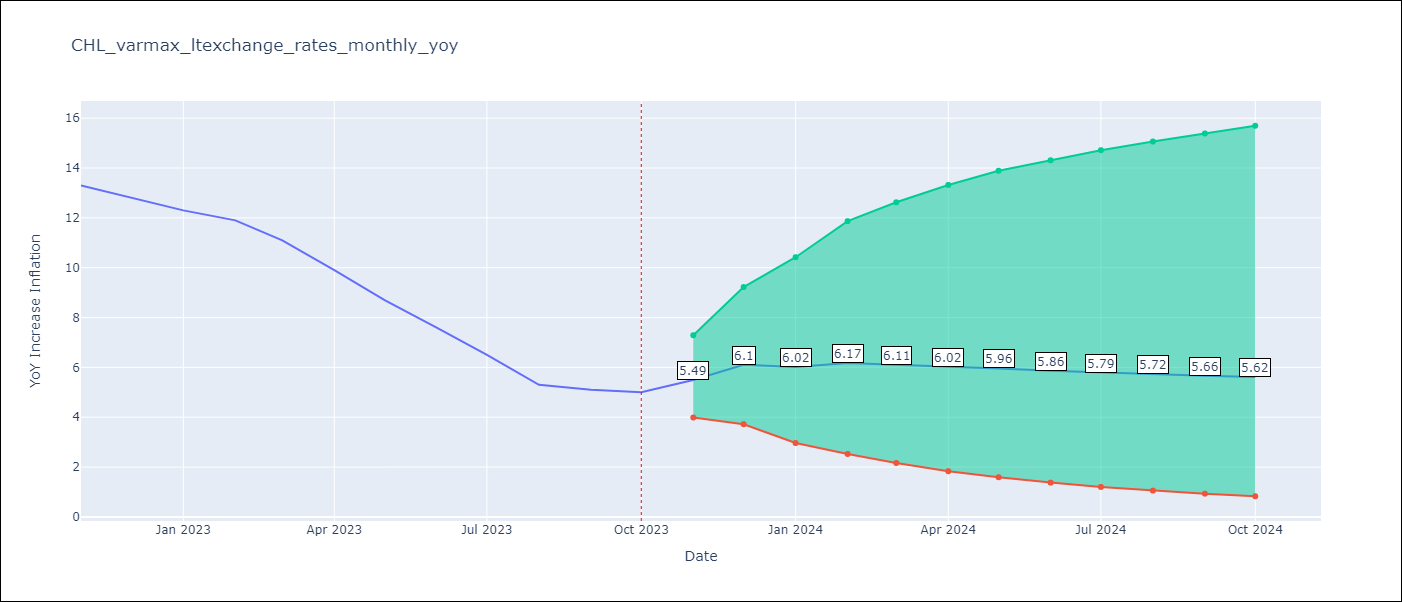 CHL_varmax_ltexchange_rates_monthly_yoy
YoY Increase Inflation
16
14
12
10
8
6
4
2
0
5.49
6.1
6.02
6.17
6.11
6.02
5.96
5.86
5.79
5.72
5.66
5.62
Jan 2023
Apr 2023
Jul 2023
Oct 2023
Jan 2024
Apr 2024
Jul 2024
Oct 2024
Date